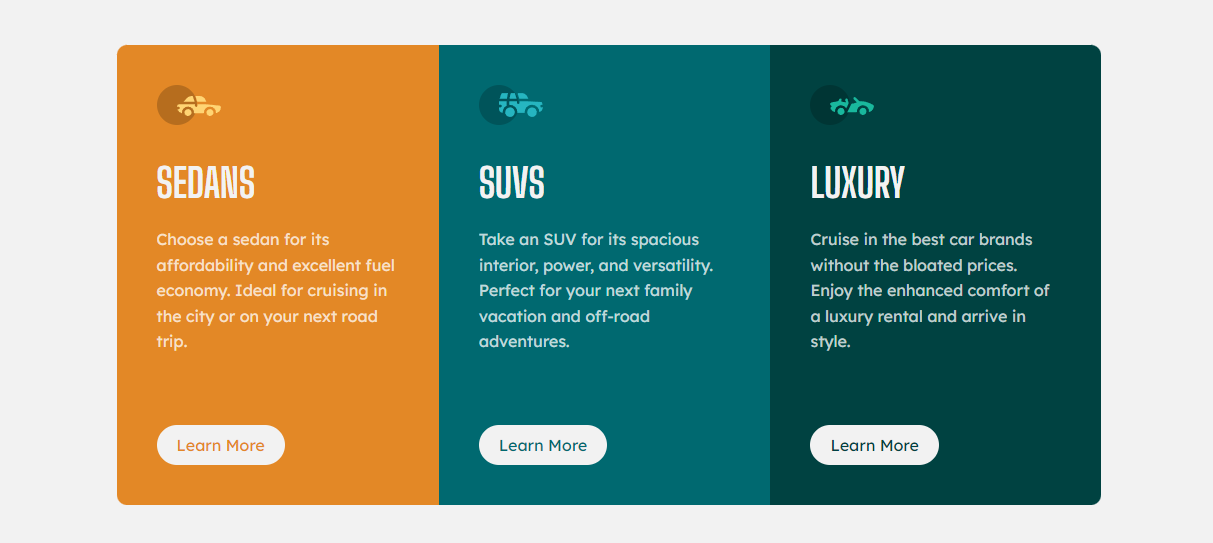 SEDANS
Choose a sedan for its
affordability and excellent fuel
economy. Ideal for cruising in
the city or on your next road
trip.
Learn More
SUVS
Take an SUV for its spacious
interior, power, and versatility.
Perfect for your next family
vacation and off-road
adventures.
Learn More
LUXURY
Cruise in the best car brands
without the bloated prices.
Enjoy the enhanced comfort of
a luxury rental and arrive in
style.
Learn More